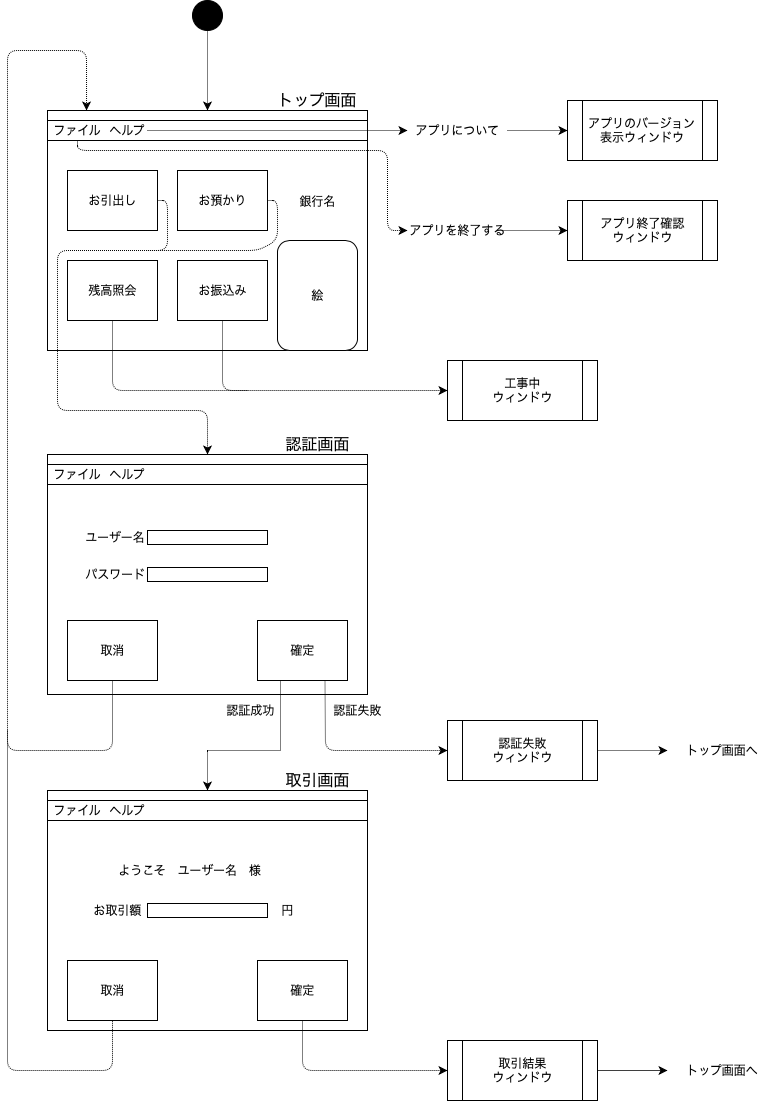 トップ画面
ファイル ヘルプ
アプリについて
アプリのバージョン
表示ウィンドウ
お引出し
お預かり
銀行名
アプリを終了する
アプリ終了確認
ウィンドウ
残高照会
お振込み
絵
工事中
ウィンドウ
認証画面
ファイル ヘルプ
ユーザー名
パスワード
取消
確定
認証成功
認証失敗
認証失敗
ウィンドウ
トップ画面へ
取引画面
ファイル ヘルプ
ようこそ ユーザー名 様
お取引額
円
取消
確定
取引結果
ウィンドウ
トップ画面へ